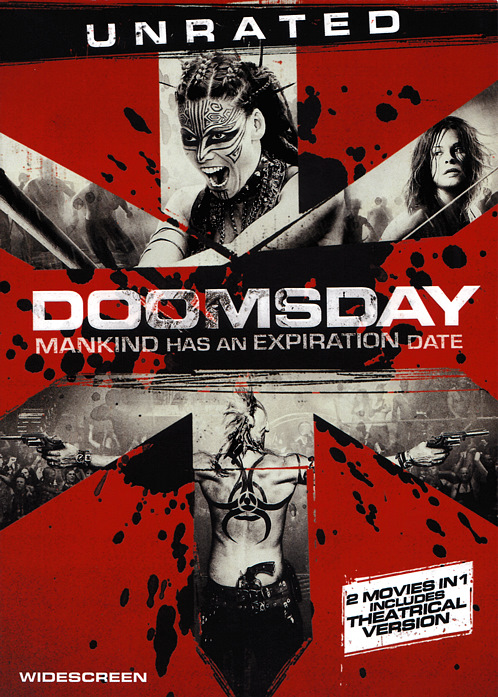 UNRATED
DOOMSDAY
MANKIND HAS AN EXPIRATION DATE
2 MOVIES IN 1
INCLUDES
THEATRICAL
VERSION
WIDESCREEN